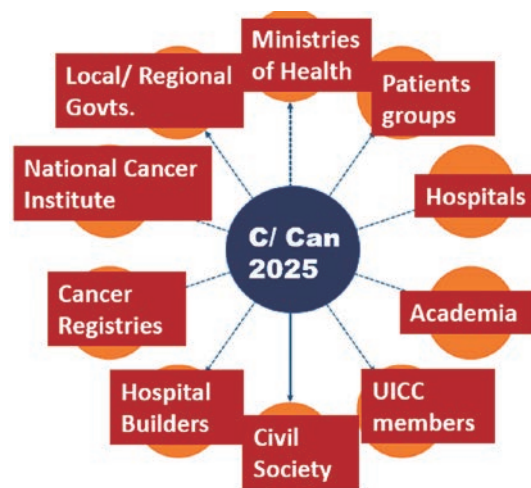 Ministries
of Health
Local/ Regional
Govts.
Patients
groups
National Cancer
Institute
Hospitals
C/ Can
2025
Cancer
Registries
Academia
Hospital
Builders
UICC
members
Civil
Society